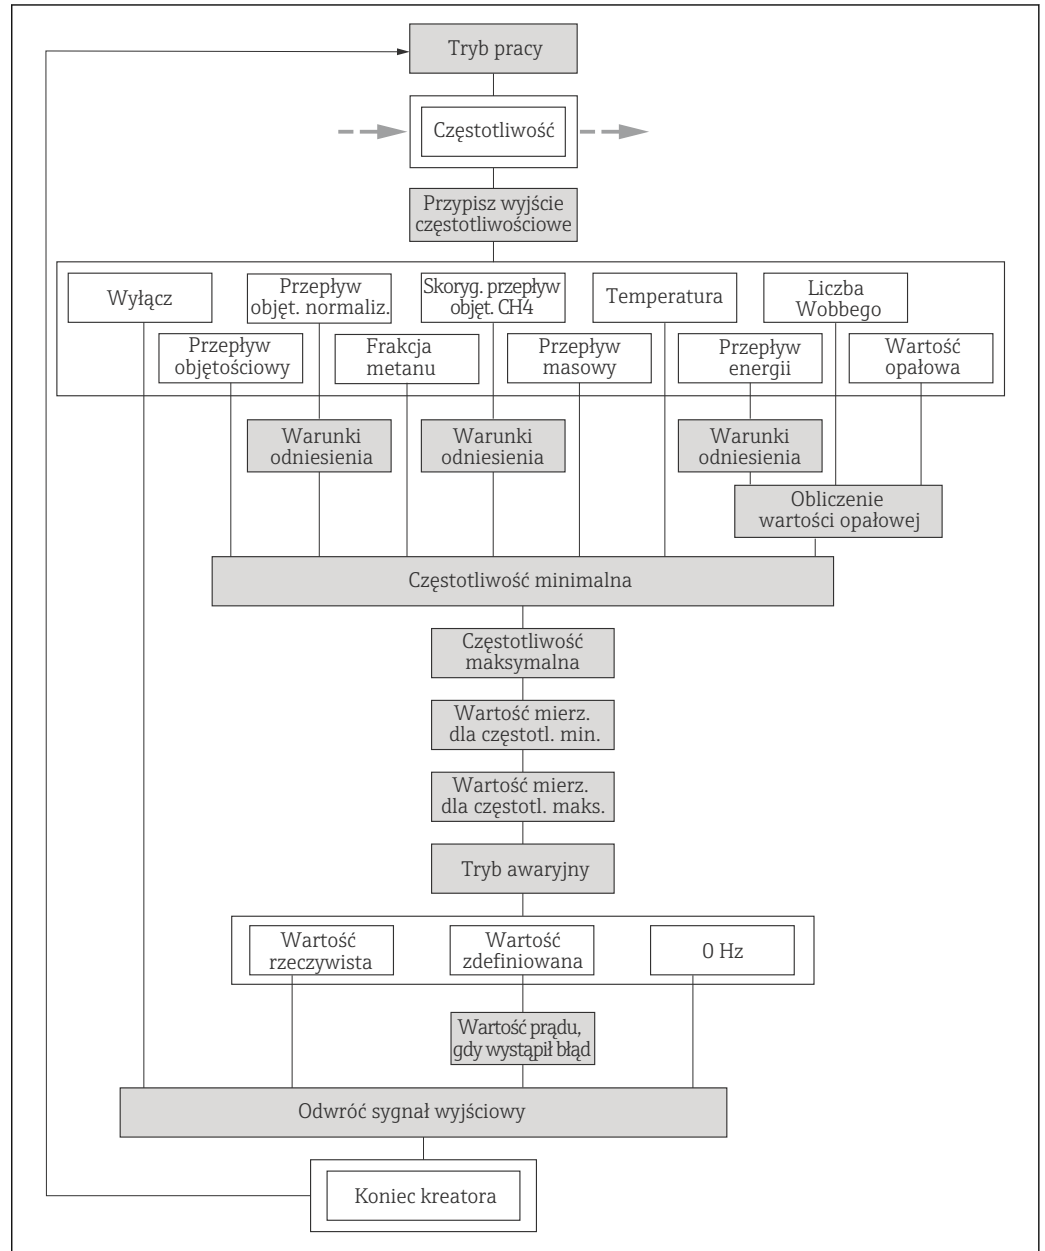 Tryb pracy
Częstotliwość
Przypisz wyjście
częstotliwościowe
Wyłącz
Przepływ
objęt. normaliz.
Skoryg. przepływ
objęt. CH4
Temperatura
Liczba
Wobbego
Przepływ
objętościowy
Frakcja
metanu
Przepływ
masowy
Przepływ
energii
Wartość
opałowa
Warunki
odniesienia
Warunki
odniesienia
Warunki
odniesienia
Obliczenie
wartości opałowej
Częstotliwość minimalna
Częstotliwość
maksymalna
Wartość mierz.
dla częstotl. min.
Wartość mierz.
dla częstotl. maks.
Tryb awaryjny
Wartość
rzeczywista
Wartość
zdefiniowana
0 Hz
Wartość prądu,
gdy wystąpił błąd
Odwróć sygnał wyjściowy
Koniec kreatora